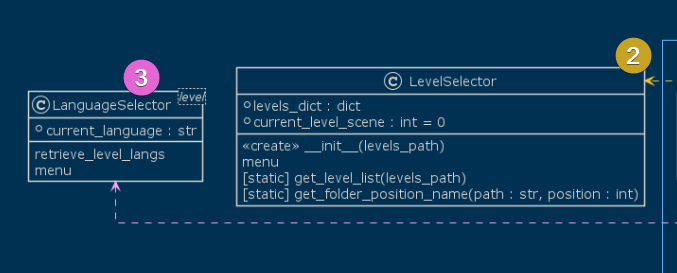 3
C LanguageSelector
level
current_language : str
retrieve_level_langs
menu
2
C LevelSelector
levels_dict : dict
current_level_scene : int = 0
«create» __init__(levels_path)
menu
[static] get_level_list(levels_path)
[static] get_folder_position_name(path : str, position : int)